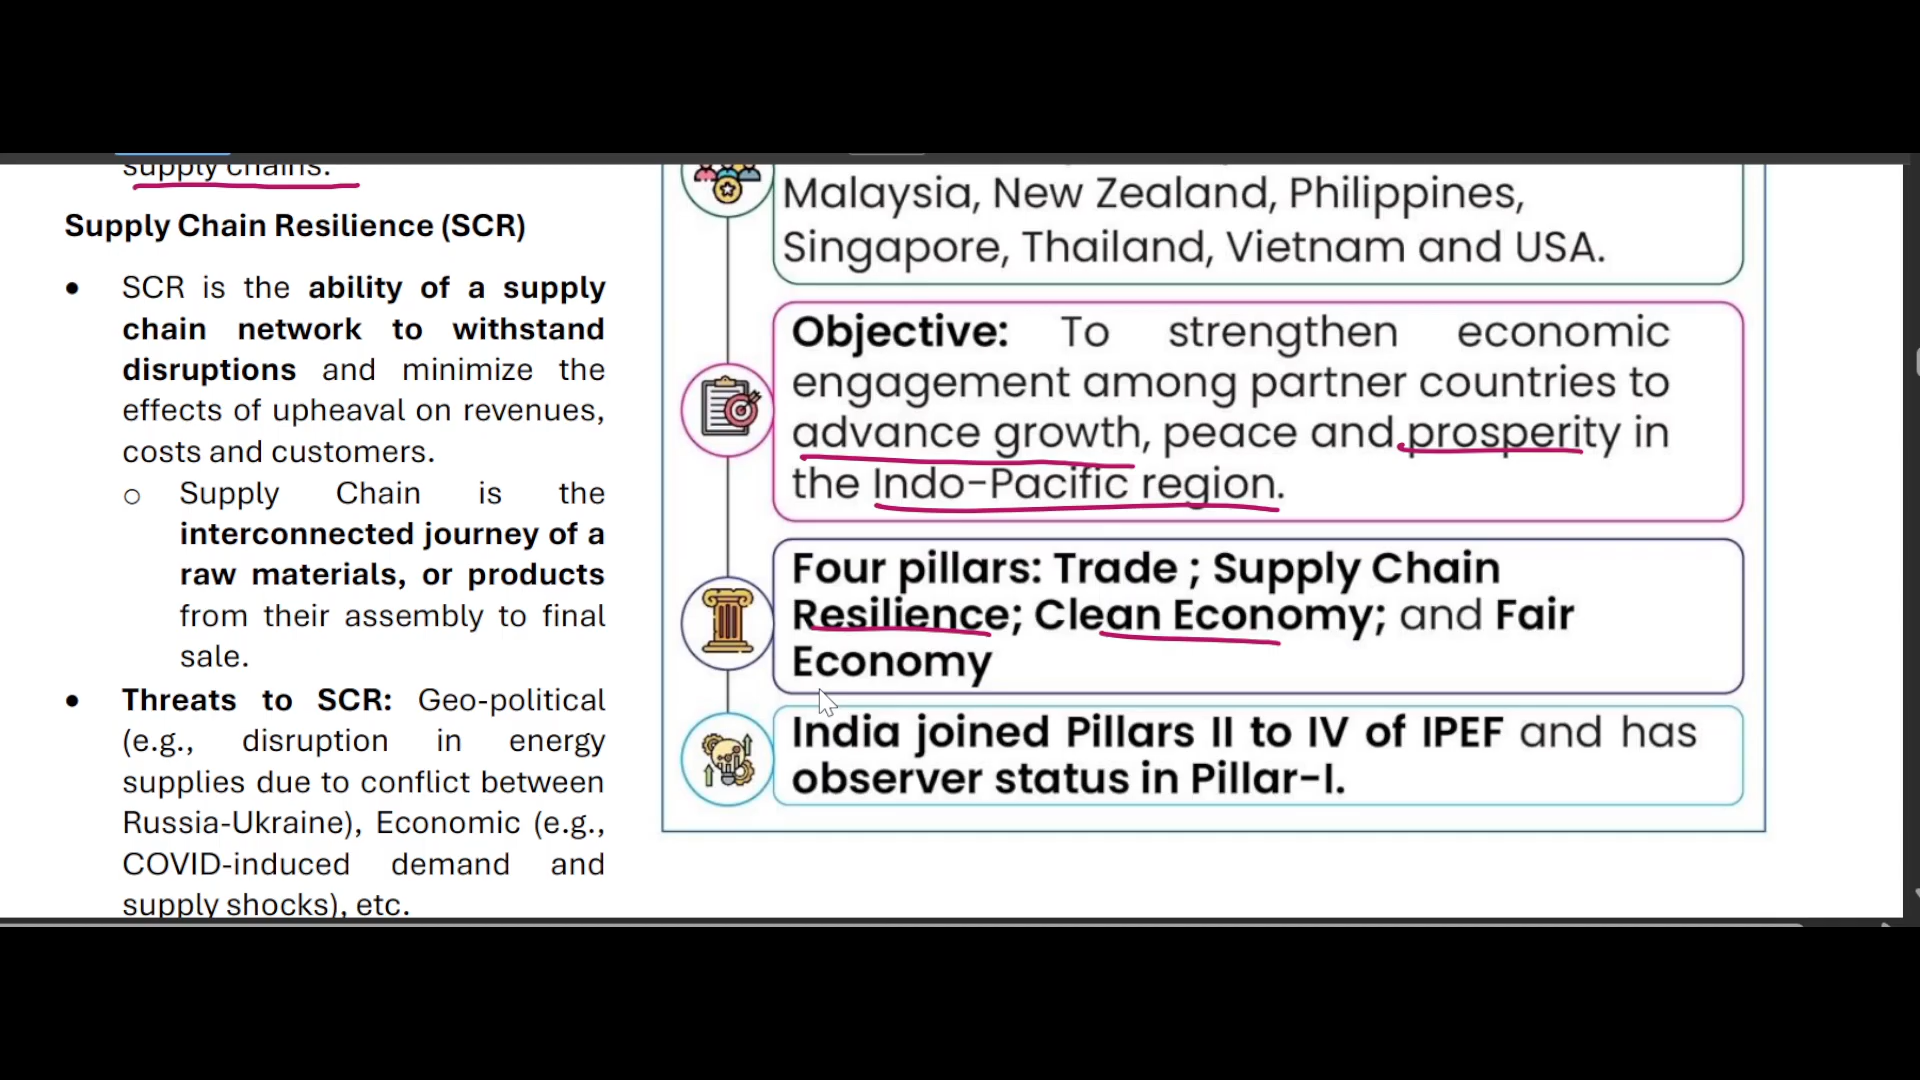 supply chains.
Supply Chain Resilience (SCR)
• SCR is the ability of a supply
chain network to withstand
disruptions and minimize the
effects of upheaval on revenues,
costs and customers.
○ Supply Chain is the
interconnected journey of a
raw materials, or products
from their assembly to final
sale.
• Threats to SCR: Geo-political
(e.g., disruption in energy
supplies due to conflict between
Russia-Ukraine), Economic (e.g.,
COVID-induced demand and
supply shocks), etc.
Malaysia, New Zealand, Philippines,
Singapore, Thailand, Vietnam and USA.
Objective: To strengthen economic
engagement among partner countries to
advance growth, peace and prosperity in
the Indo-Pacific region.
Four pillars: Trade ; Supply Chain
Resilience; Clean Economy; and Fair
Economy
India joined Pillars II to IV of IPEF and has
observer status in Pillar-I.